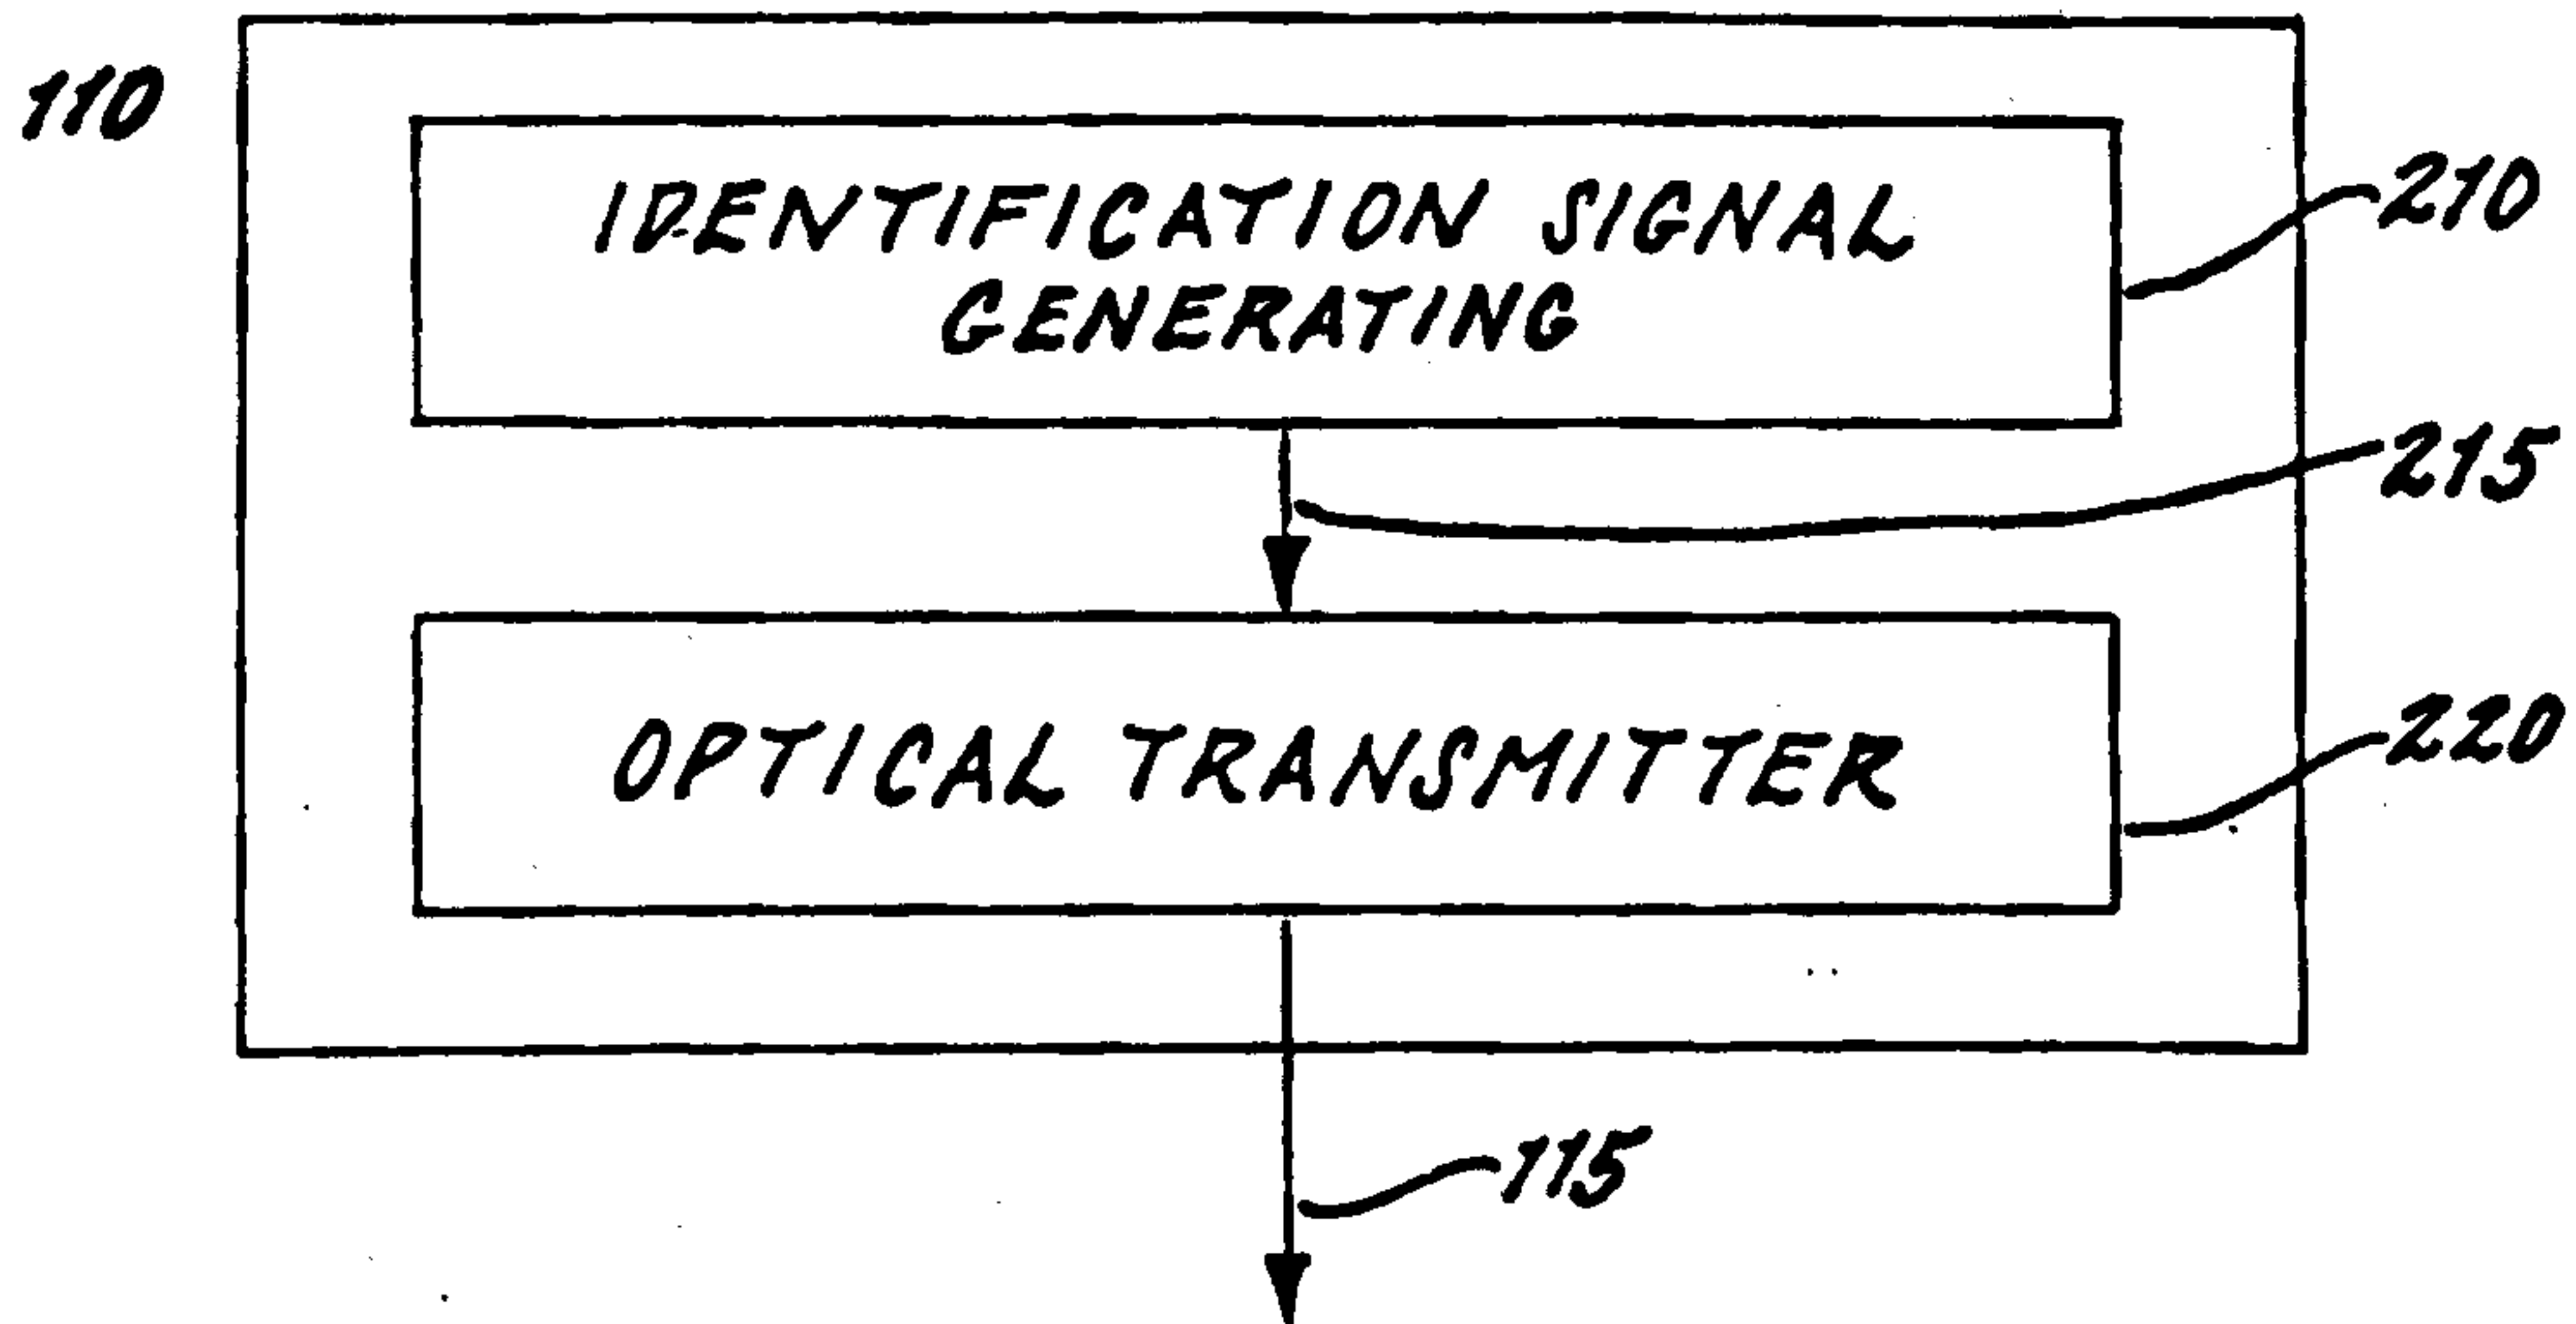 110
IDENTIFICATION SIGNAL
GENERATING
210
215
OPTICAL TRANSMITTER
220
115